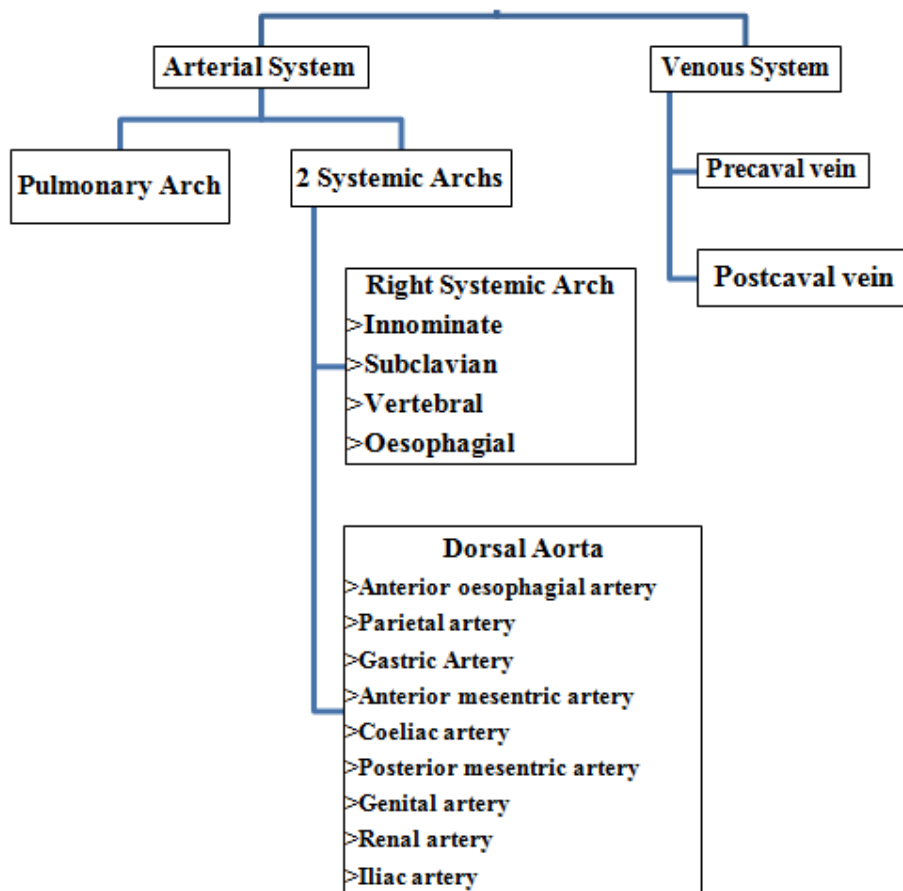 Arterial System
Venous System
Pulmonary Arch
2 Systemic Archs
Precaval vein
Postcaval vein
Right Systemic Arch
>Innominate
>Subclavian
>Vertebral
>Oesophagial
Dorsal Aorta
>Anterior oesophagial artery
>Parietal artery
>Gastric Artery
>Anterior mesentric artery
>Coeliac artery
>Posterior mesentric artery
>Genital artery
>Renal artery
>Iliac artery